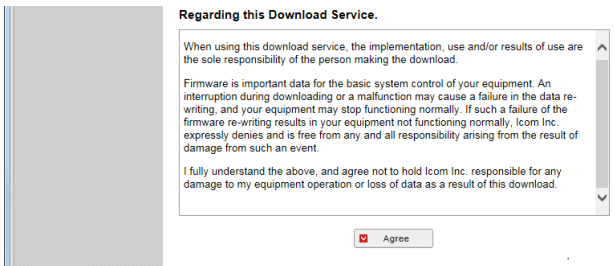 Regarding this Download Service.
When using this download service, the implementation, use and/or results of use are
the sole responsibility of the person making the download.
Firmware is important data for the basic system control of your equipment. An
interruption during downloading or a malfunction may cause a failure in the data re-
writing, and your equipment may stop functioning normally. If such a failure of the
firmware re-writing results in your equipment not functioning normally, Icom Inc.
expressly denies and is free from any and all responsibility arising from the result of
damage from such an event.
I fully understand the above, and agree not to hold Icom Inc. responsible for any
damage to my equipment operation or loss of data as a result of this download.
Agree